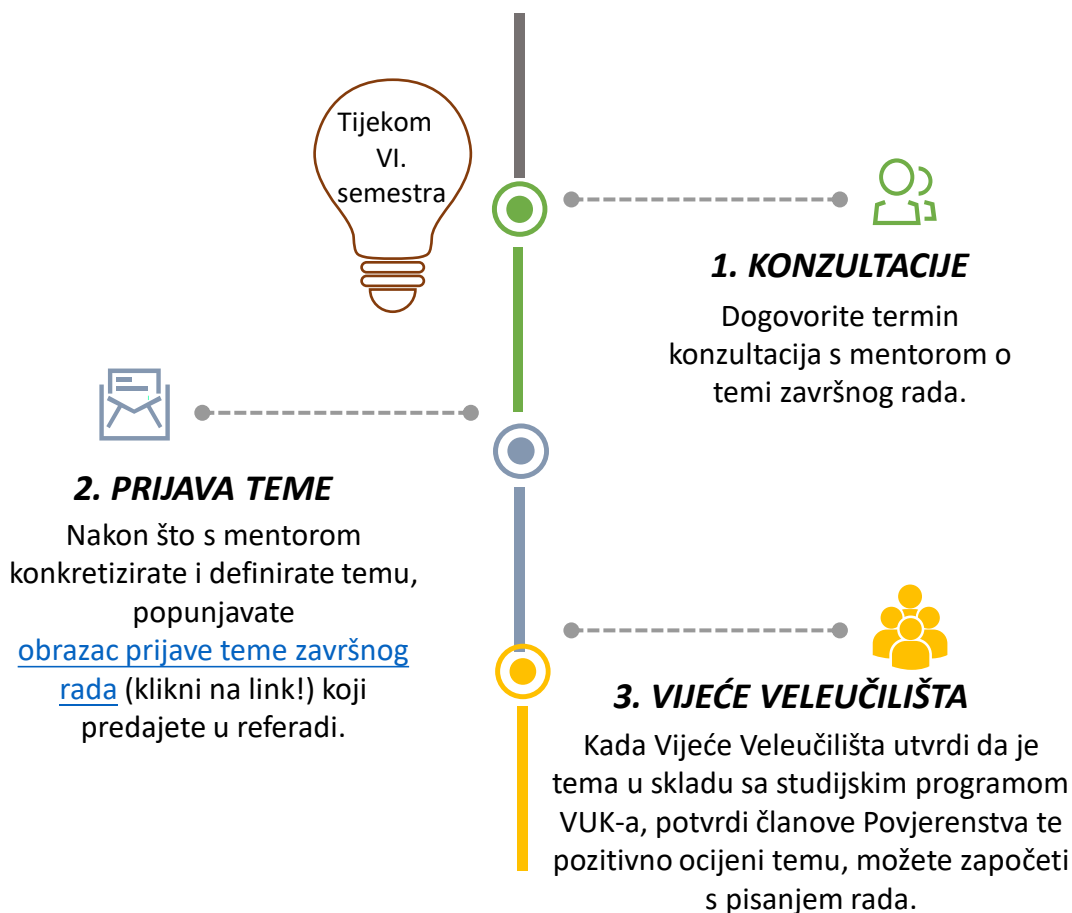 Tijekom
VI.
semestra
1. KONZULTACIJE
Dogovorite termin
konzultacija s mentorom o
temi završnog rada.
2. PRIJAVA TEME
Nakon što s mentorom
konkretizirate i definirate temu,
popunjavate
obrazac prijave teme završnog
rada (klikni na link!) koji
predajete u referadi.
3. VIJEĆE VELEUČILIŠTA
Kada Vijeće Veleučilišta utvrdi da je
tema u skladu sa studijskim programom
VUK-a, potvrdi članove Povjerenstva te
pozitivno ocijeni temu, možete započeti
s pisanjem rada.